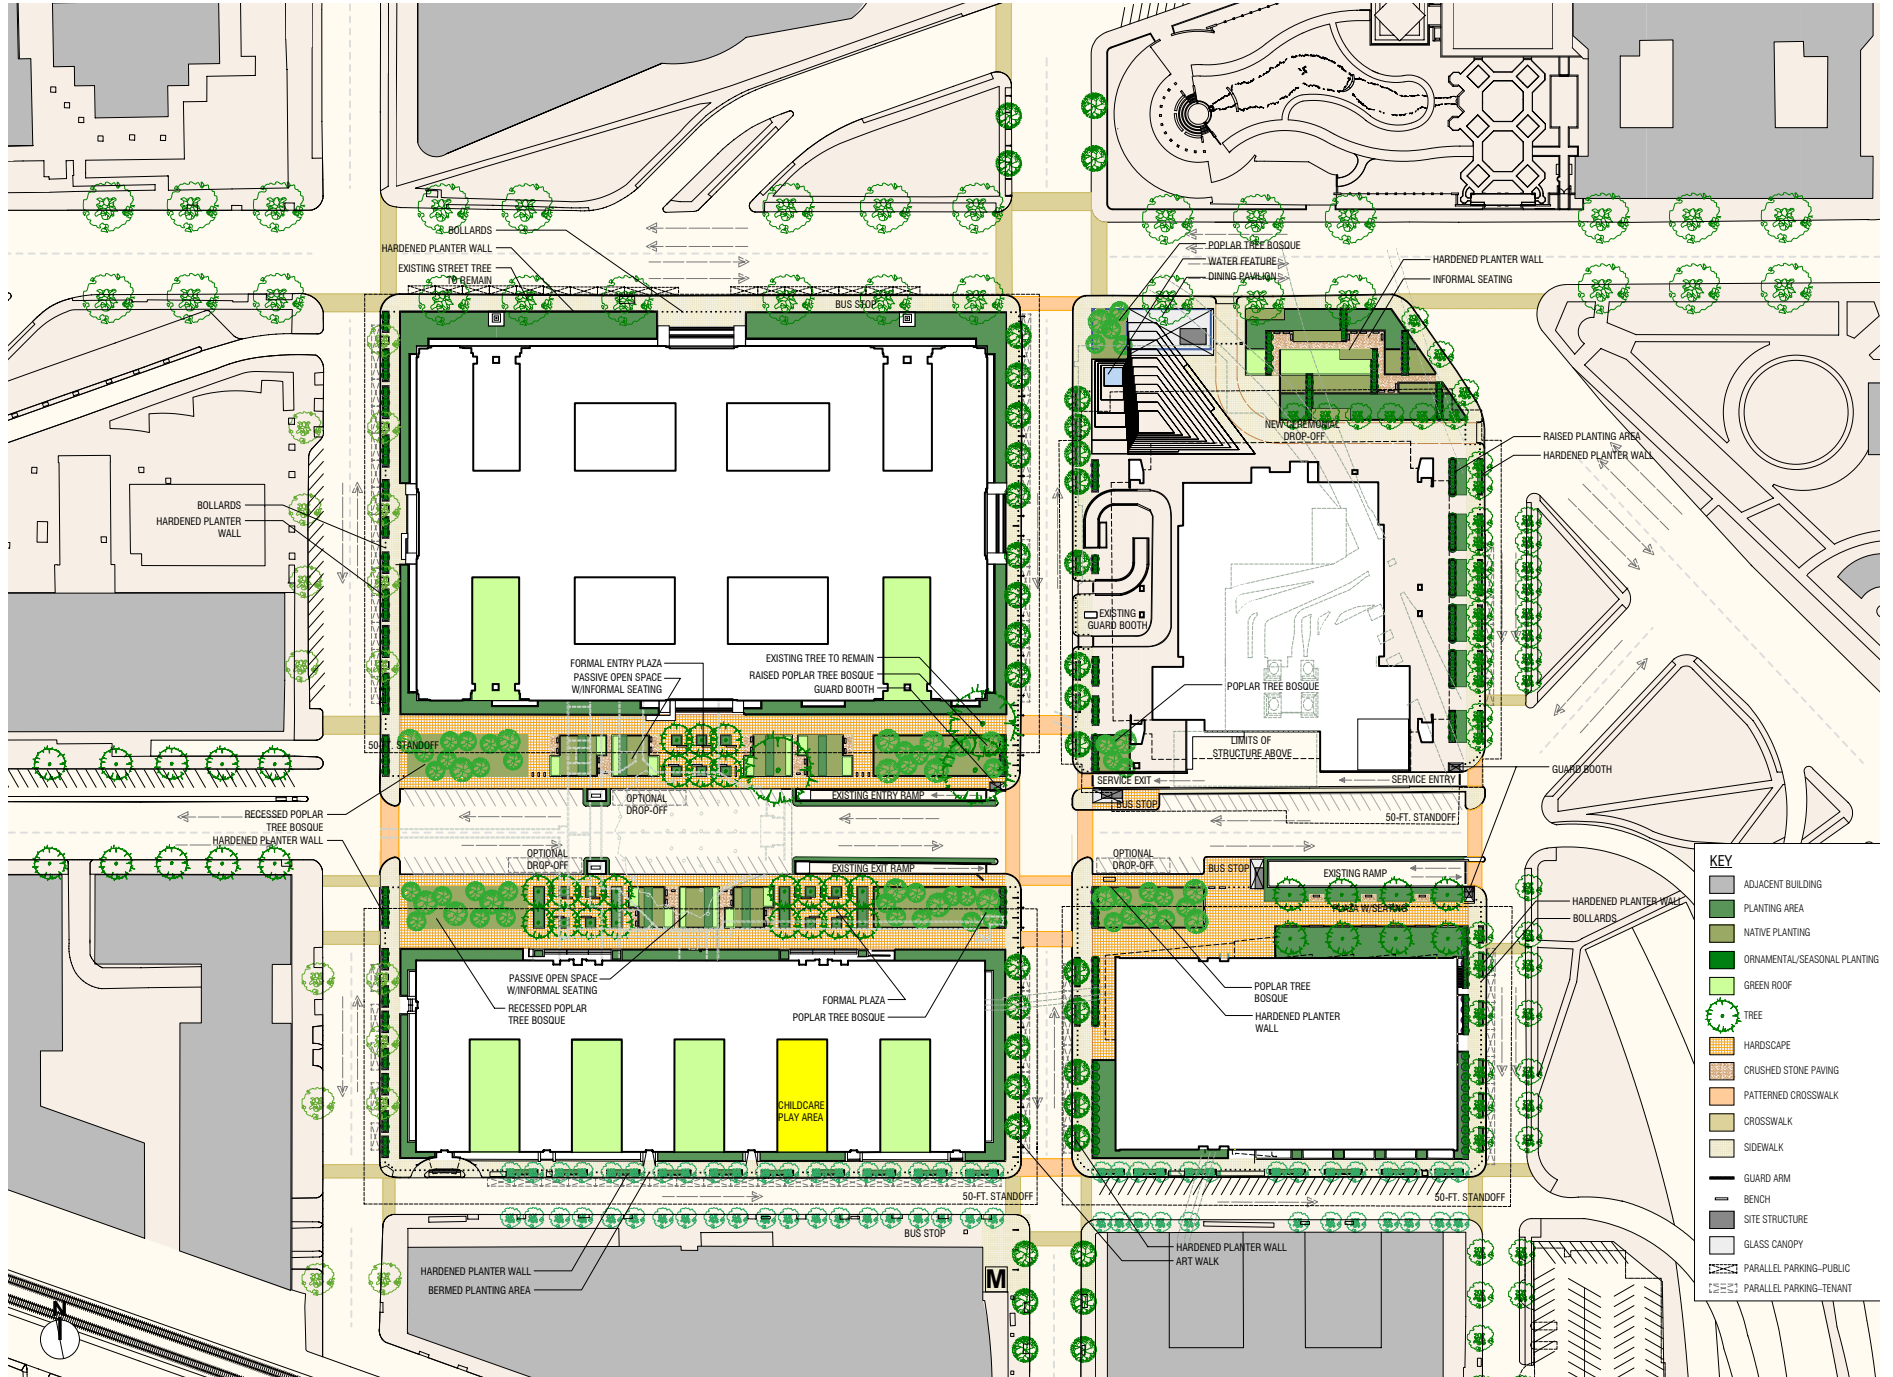 BOLLARDS
HARDENED PLANTER WALL
EXISTING STREET TREE
TO REMAIN
BUS STOP
POPLAR TREE BOSQUE
WATER FEATURE
DINING PAVILION
HARDENED PLANTER WALL
INFORMAL SEATING
NEW CEREMONIAL
DROP-OFF
RAISED PLANTING AREA
HARDENED PLANTER WALL
BOLLARDS
HARDENED PLANTER
WALL
EXISTING
GUARD BOOTH
FORMAL ENTRY PLAZA
PASSIVE OPEN SPACE
W/INFORMAL SEATING
EXISTING TREE TO REMAIN
RAISED POPLAR TREE BOSQUE
GUARD BOOTH
POPLAR TREE BOSQUE
50-FT. STANDOFF
LIMITS OF
STRUCTURE ABOVE
SERVICE EXIT
SERVICE ENTRY
GUARD BOOTH
OPTIONAL
DROP-OFF
EXISTING ENTRY RAMP
BUS STOP
50-FT. STANDOFF
RECESSED POPLAR
TREE BOSQUE
HARDENED PLANTER WALL
OPTIONAL
DROP-OFF
EXISTING EXIT RAMP
OPTIONAL
DROP-OFF
BUS STOP
EXISTING RAMP
PLAZA W/SEATING
HARDENED PLANTER WALL
BOLLARDS
PASSIVE OPEN SPACE
W/INFORMAL SEATING
RECESSED POPLAR
TREE BOSQUE
FORMAL PLAZA
POPLAR TREE BOSQUE
POPLAR TREE
BOSQUE
HARDENED PLANTER
WALL
CHILDCARE
PLAY AREA
50-FT. STANDOFF
50-FT. STANDOFF
BUS STOP
HARDENED PLANTER WALL
BERMED PLANTING AREA
HARDENED PLANTER WALL
ART WALK
M
N
KEY
ADJACENT BUILDING
PLANTING AREA
NATIVE PLANTING
ORNAMENTAL/SEASONAL PLANTING
GREEN ROOF
TREE
HARDSCAPE
CRUSHED STONE PAVING
PATTERNED CROSSWALK
CROSSWALK
SIDEWALK
GUARD ARM
BENCH
SITE STRUCTURE
GLASS CANOPY
PARALLEL PARKING–PUBLIC
PARALLEL PARKING–TENANT